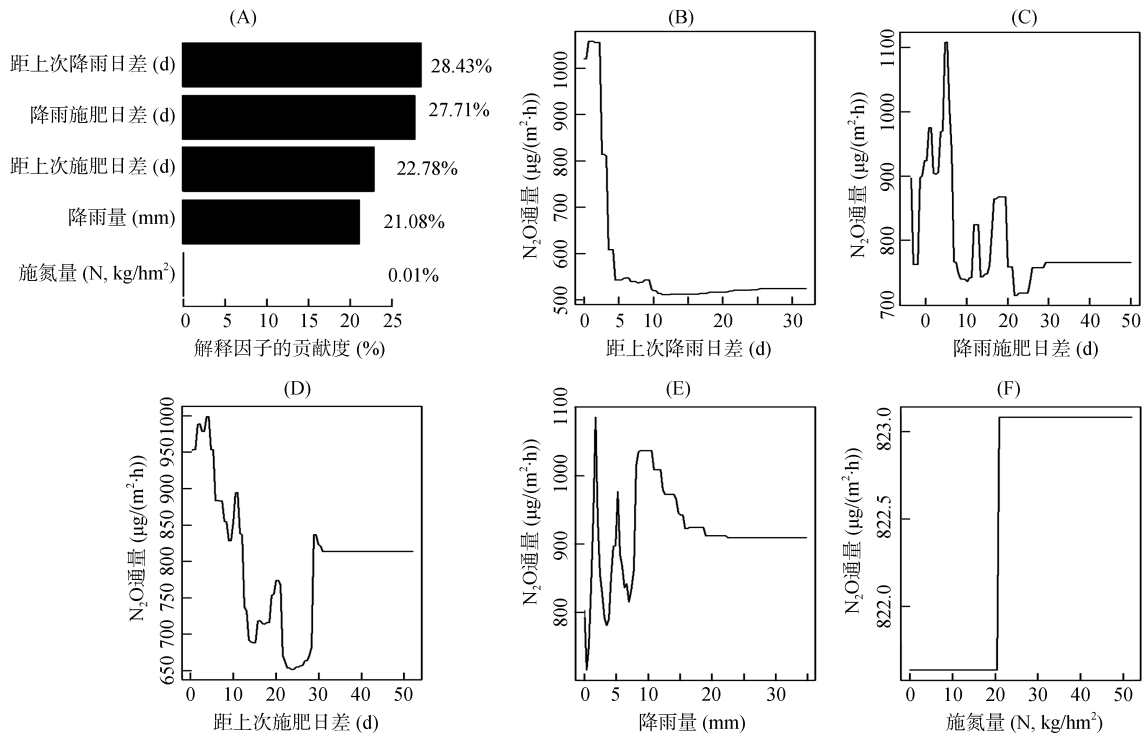 (A)
距上次降雨日差 (d)
28.43%
降雨施肥日差 (d)
27.71%
距上次施肥日差 (d)
22.78%
降雨量 (mm)
21.08%
施氮量 (N, kg/hm²)
0.01%
0 5 10 15 20 25
解释因子的贡献度 (%)
(B)
N₂O通量 (μg/(m²·h))
500 600 700 800 900 1000
0 5 10 20 30
距上次降雨日差 (d)
(C)
N₂O通量 (μg/(m²·h))
700 800 900 1000 1100
0 10 20 30 40 50
降雨施肥日差 (d)
(D)
N₂O通量 (μg/(m²·h))
650 700 750 800 850 900 950 1000
0 10 20 30 40 50
距上次施肥日差 (d)
(E)
N₂O通量 (μg/(m²·h))
800 900 1000 1100
0 10 20 30
降雨量 (mm)
(F)
N₂O通量 (μg/(m²·h))
822.0 822.5 823.0
0 20 40 60 80 100
施氮量 (N, kg/hm²)